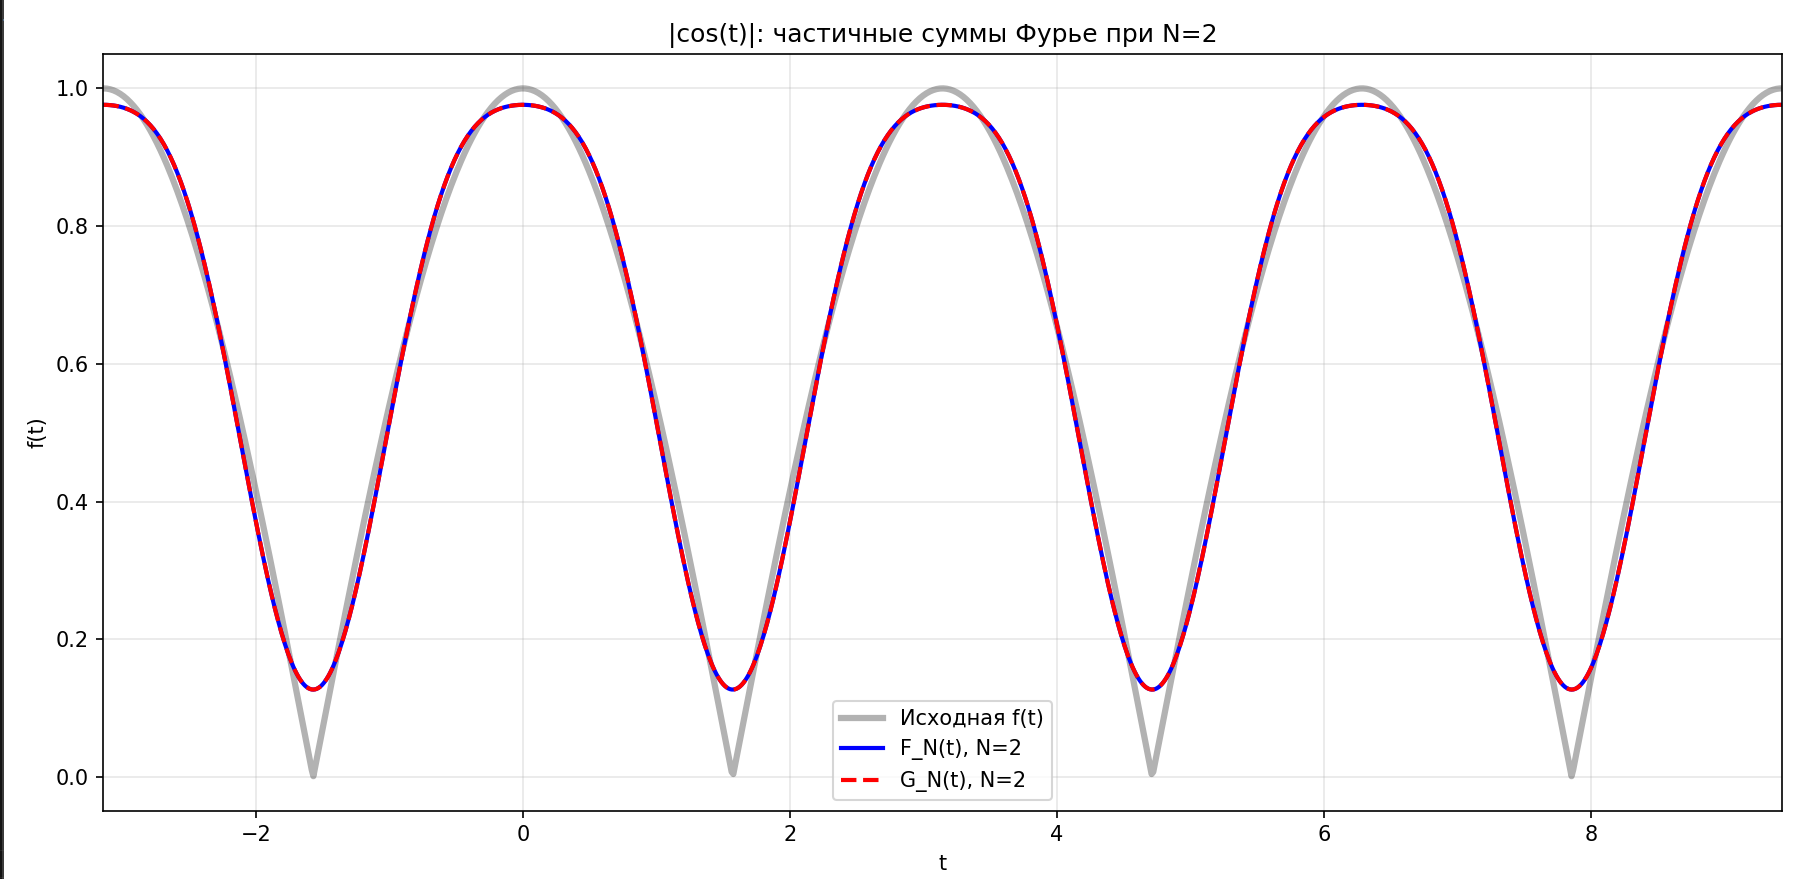 |cos(t)|: частичные суммы Фурье при N=2
f(t)
1.0
0.8
0.6
0.4
0.2
0.0
Исходная f(t)
F_N(t), N=2
G_N(t), N=2
−2 0 2 4 6 8
t